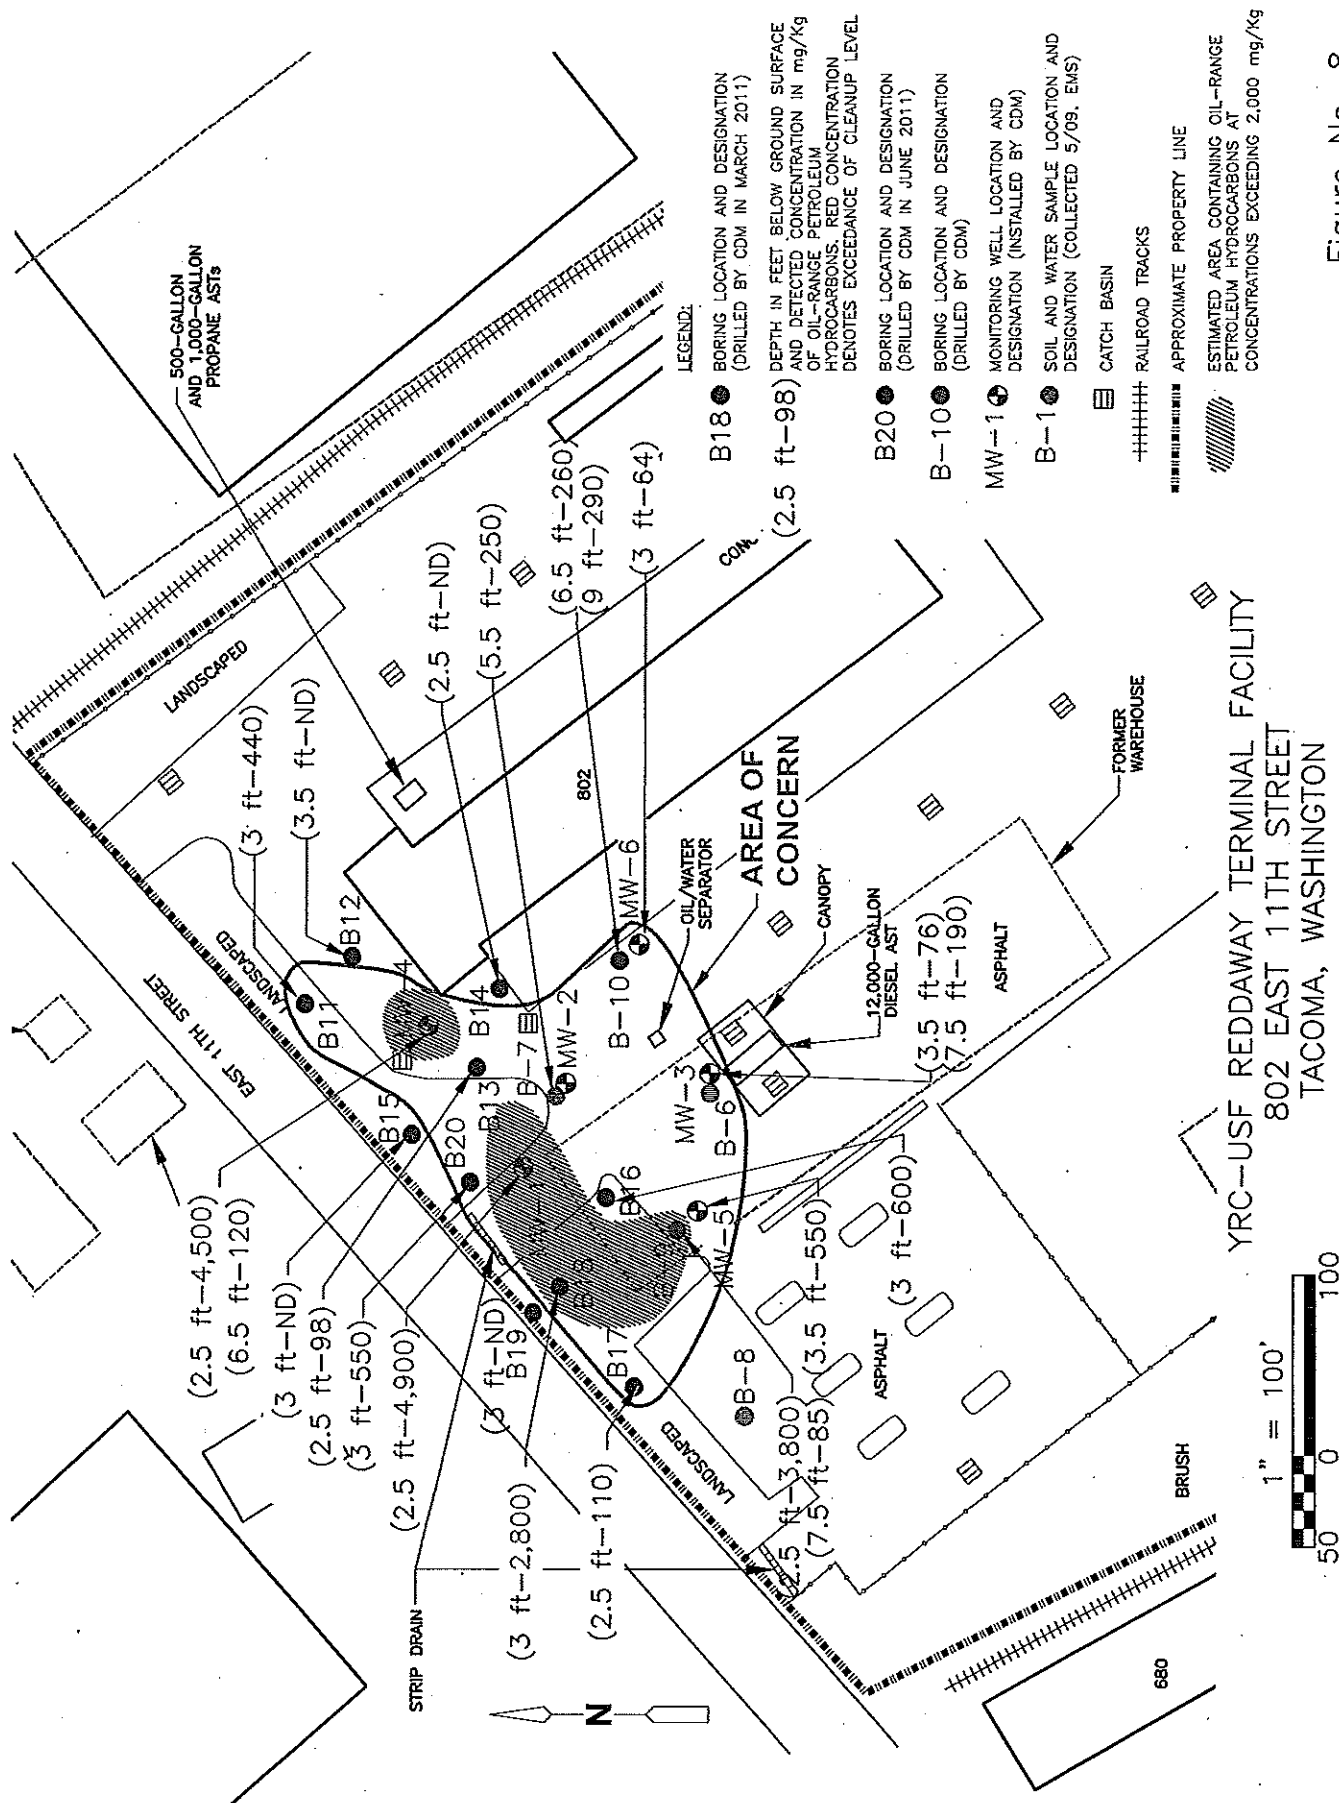 500-GALLON
AND 1,000-GALLON
PROPANE ASTs
LANDSCAPED
(3 ft-440)
(3.5 ft-ND)
(2.5 ft-ND)
(5.5 ft-250)
(6.5 ft-260)
(9 ft-290)
(3 ft-64)
LANDSCAPED
EAST 11TH STREET
B11
B12
MW-4
B14
B13
B15
B20
B-7
MW-2
B-10
MW-6
802
OIL/WATER
SEPARATOR
AREA OF
CONCERN
CANOPY
12,000-GALLON
DIESEL AST
FORMER
WAREHOUSE
ASPHALT
(3.5 ft-76)
(7.5 ft-190)
MW-3
B-6
MW-1
B16
MW-5
B18
B19
B17
B-8
(2.5 ft-4,500)
(6.5 ft-120)
(3 ft-ND)
(2.5 ft-98)
(3 ft-550)
(2.5 ft-4,900)
(3 ft-ND)
STRIP DRAIN
(3 ft-2,800)
(2.5 ft-110)
2.5 ft-3,800)
(7.5 ft-85)
(3.5 ft-550)
(3 ft-600)
LANDSCAPED
ASPHALT
BRUSH
680
N
LEGEND:
B18 BORING LOCATION AND DESIGNATION
(DRILLED BY CDM IN MARCH 2011)
(2.5 ft-98) DEPTH IN FEET BELOW GROUND SURFACE
AND DETECTED CONCENTRATION IN mg/Kg
OF OIL-RANGE PETROLEUM
HYDROCARBONS. RED CONCENTRATION
DENOTES EXCEEDANCE OF CLEANUP LEVEL
B20 BORING LOCATION AND DESIGNATION
(DRILLED BY CDM IN JUNE 2011)
B-10 BORING LOCATION AND DESIGNATION
(DRILLED BY CDM)
MW-1 MONITORING WELL LOCATION AND
DESIGNATION (INSTALLED BY CDM)
B-1 SOIL AND WATER SAMPLE LOCATION AND
DESIGNATION (COLLECTED 5/09, EMS)
CATCH BASIN
RAILROAD TRACKS
APPROXIMATE PROPERTY LINE
ESTIMATED AREA CONTAINING OIL-RANGE
PETROLEUM HYDROCARBONS AT
CONCENTRATIONS EXCEEDING 2,000 mg/Kg
1" = 100'
50 0 100
YRC-USF REDDAWAY TERMINAL FACILITY
802 EAST 11TH STREET
TACOMA, WASHINGTON